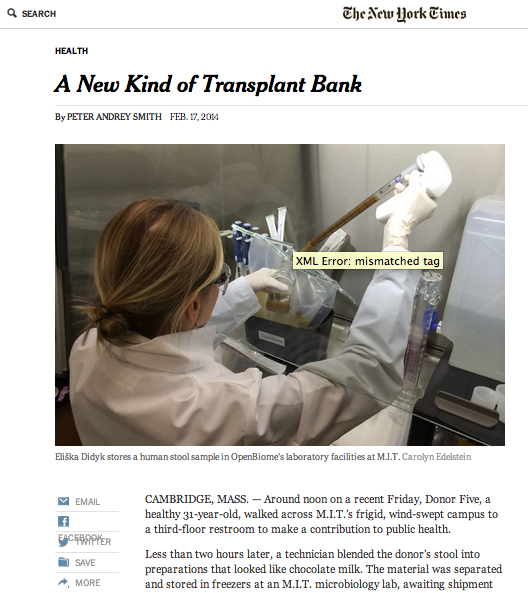 SEARCH
The New York Times
HEALTH
A New Kind of Transplant Bank
By PETER ANDREY SMITH FEB. 17, 2014
XML Error: mismatched tag
Eliška Didyk stores a human stool sample in OpenBiome's laboratory facilities at M.I.T. Carolyn Edelstein
EMAIL
FACEBOOK
TWITTER
SAVE
MORE
CAMBRIDGE, MASS. — Around noon on a recent Friday, Donor Five, a
healthy 31-year-old, walked across M.I.T.'s frigid, wind-swept campus to
a third-floor restroom to make a contribution to public health.
Less than two hours later, a technician blended the donor's stool into
preparations that looked like chocolate milk. The material was separated
and stored in freezers at an M.I.T. microbiology lab, awaiting shipment